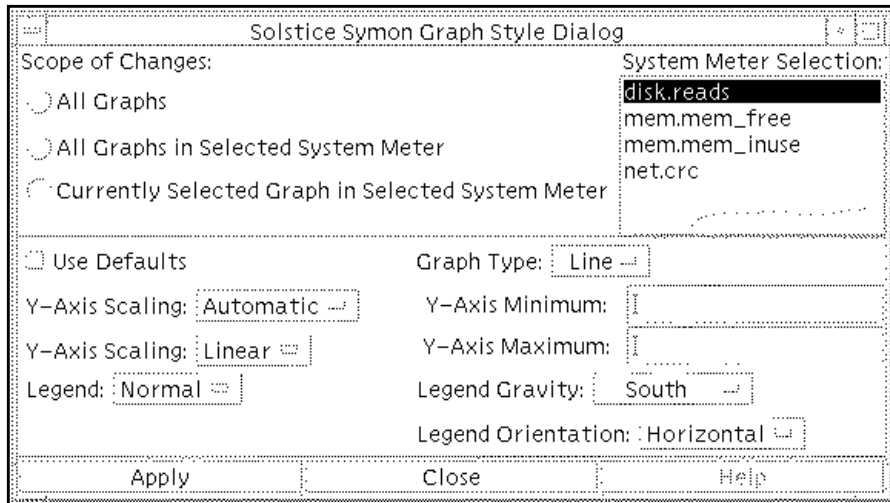 Solstice Symon Graph Style Dialog
Scope of Changes:
System Meter Selection:
All Graphs
All Graphs in Selected System Meter
Currently Selected Graph in Selected System Meter
disk.reads
mem.mem_free
mem.mem_inuse
net.crc
Use Defaults
Graph Type: Line
Y-Axis Scaling: Automatic
Y-Axis Minimum:
Y-Axis Scaling: Linear
Y-Axis Maximum:
Legend: Normal
Legend Gravity: South
Legend Orientation: Horizontal
Apply
Close
Help